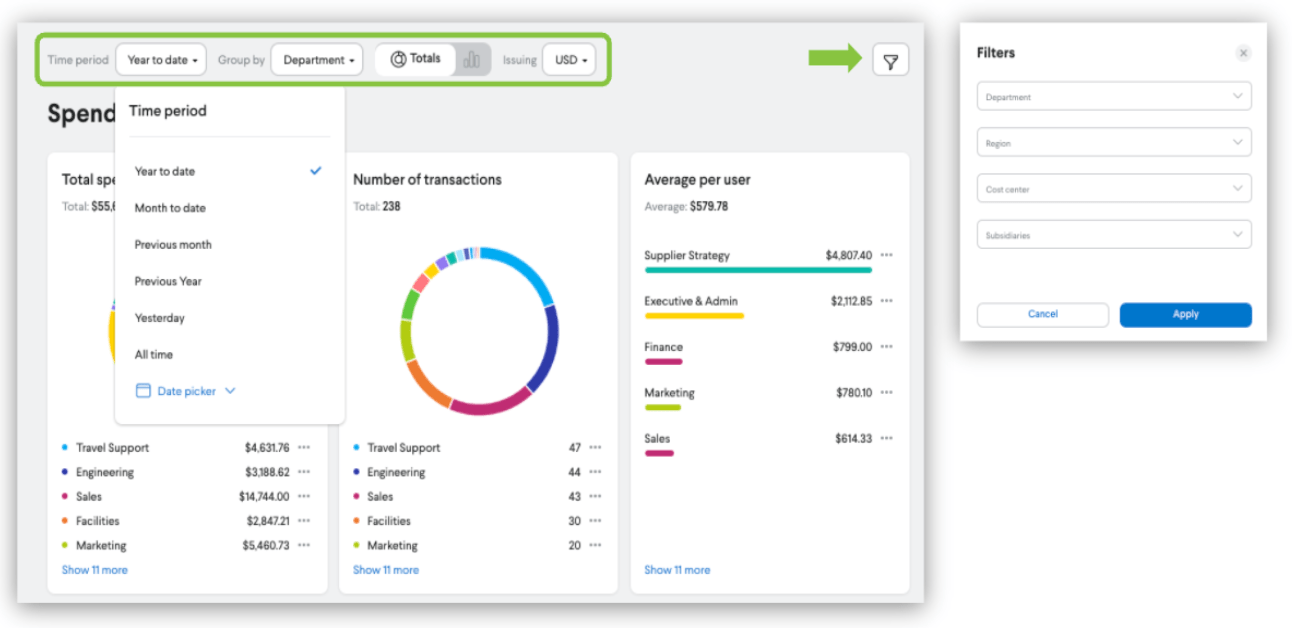 Time period Year to date Group by Department Totals Issuing USD
Spend
Time period
Year to date
Month to date
Previous month
Previous Year
Yesterday
All time
Date picker
Total spe
Total: $55,6
Travel Support $4,631.76
Engineering $3,188.62
Sales $14,744.00
Facilities $2,847.21
Marketing $5,460.73
Show 11 more
Number of transactions
Total: 238
Travel Support 47
Engineering 44
Sales 43
Facilities 30
Marketing 20
Show 11 more
Average per user
Average: $579.78
Supplier Strategy $4,807.40
Executive & Admin $2,112.85
Finance $799.00
Marketing $780.10
Sales $614.33
Show 11 more
Filters
Department
Region
Cost center
Subsidiaries
Cancel Apply